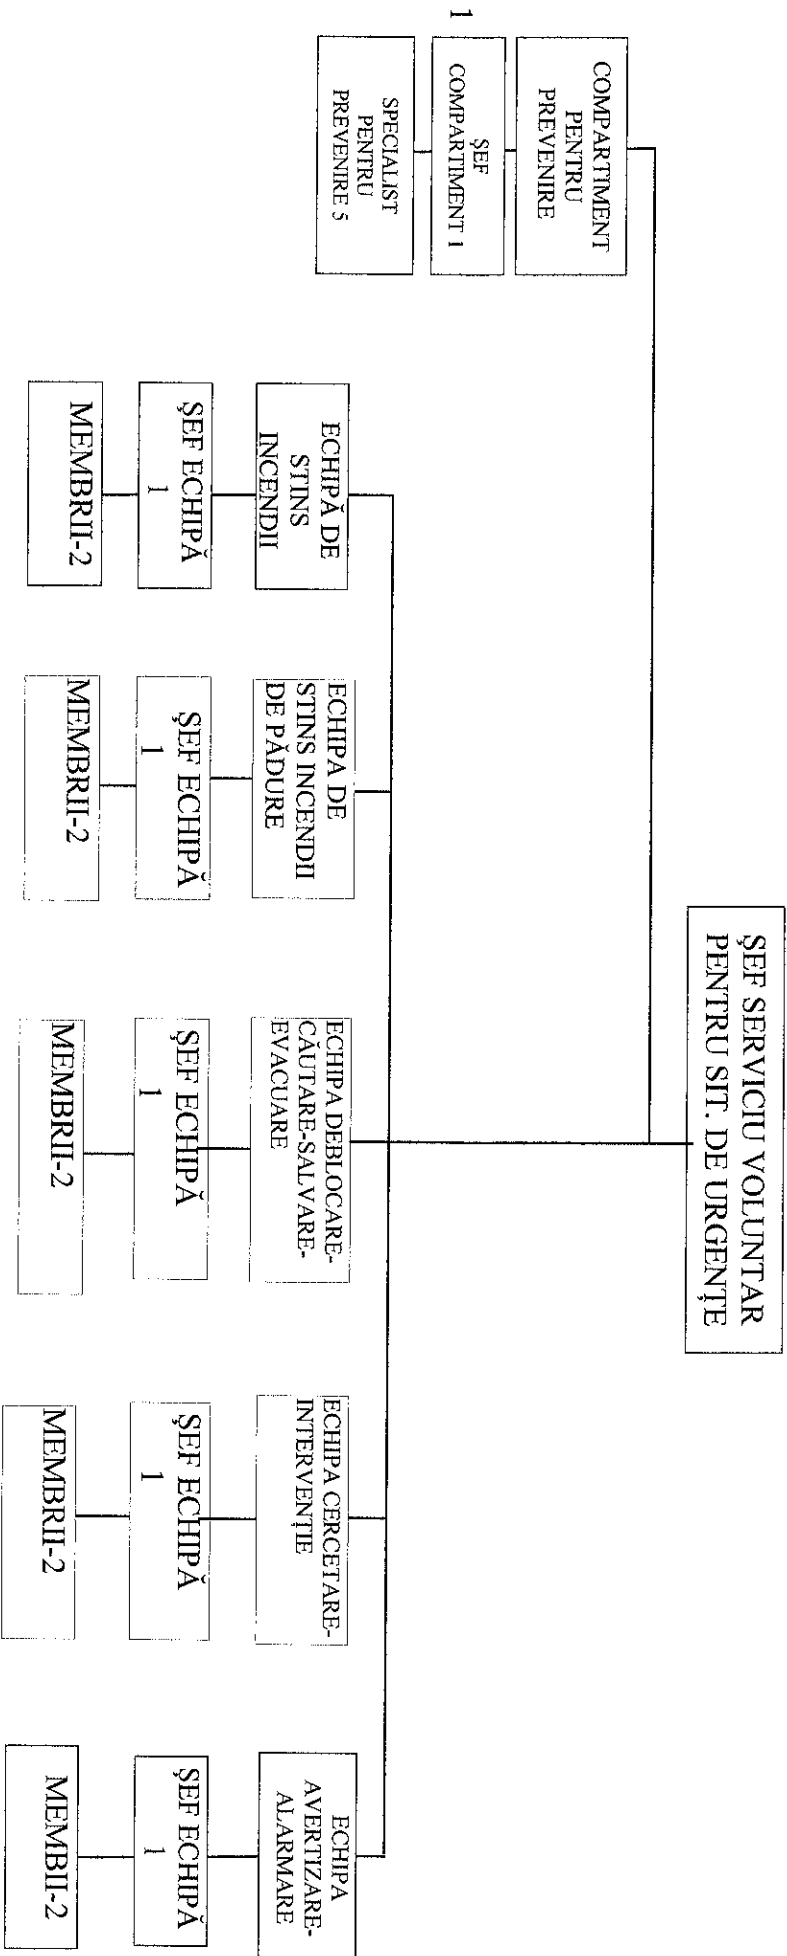 ŞEF SERVICIU VOLUNTAR
PENTRU SIT. DE URGENȚE
COMPARTIMENT
PENTRU
PREVENIRE
ŞEF
COMPARTIMENT 1
1
SPECIALIST
PENTRU
PREVENIRE 5
ECHIPĂ DE
STINS
INCENDII
ŞEF ECHIPĂ
1
MEMBRII-2
ECHIPA DE
STINS INCENDII
DE PĂDURE
ŞEF ECHIPĂ
1
MEMBRII-2
ECHIPA DEBLOCARE-
CĂUTARE-SALVARE-
EVACUARE
ŞEF ECHIPĂ
1
MEMBRII-2
ECHIPA CERCETARE-
INTERVENȚIE
ŞEF ECHIPĂ
1
MEMBRII-2
ECHIPA
AVERTIZARE-
ALARMARE
ŞEF ECHIPĂ
1
MEMBII-2